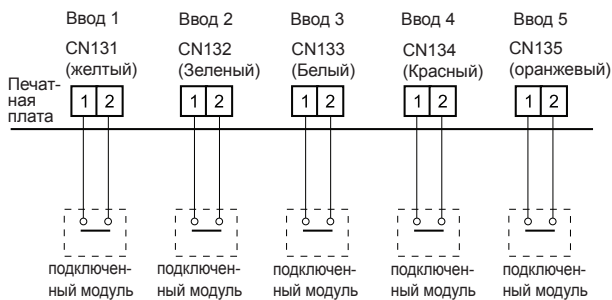 Ввод 1 Ввод 2 Ввод 3 Ввод 4 Ввод 5
CN131 CN132 CN133 CN134 CN135
(желтый) (Зеленый) (Белый) (Красный) (оранжевый)
Печат-
ная
плата
1 2 1 2 1 2 1 2 1 2
подключен- подключен- подключен- подключен- подключен-
ный модуль ный модуль ный модуль ный модуль ный модуль